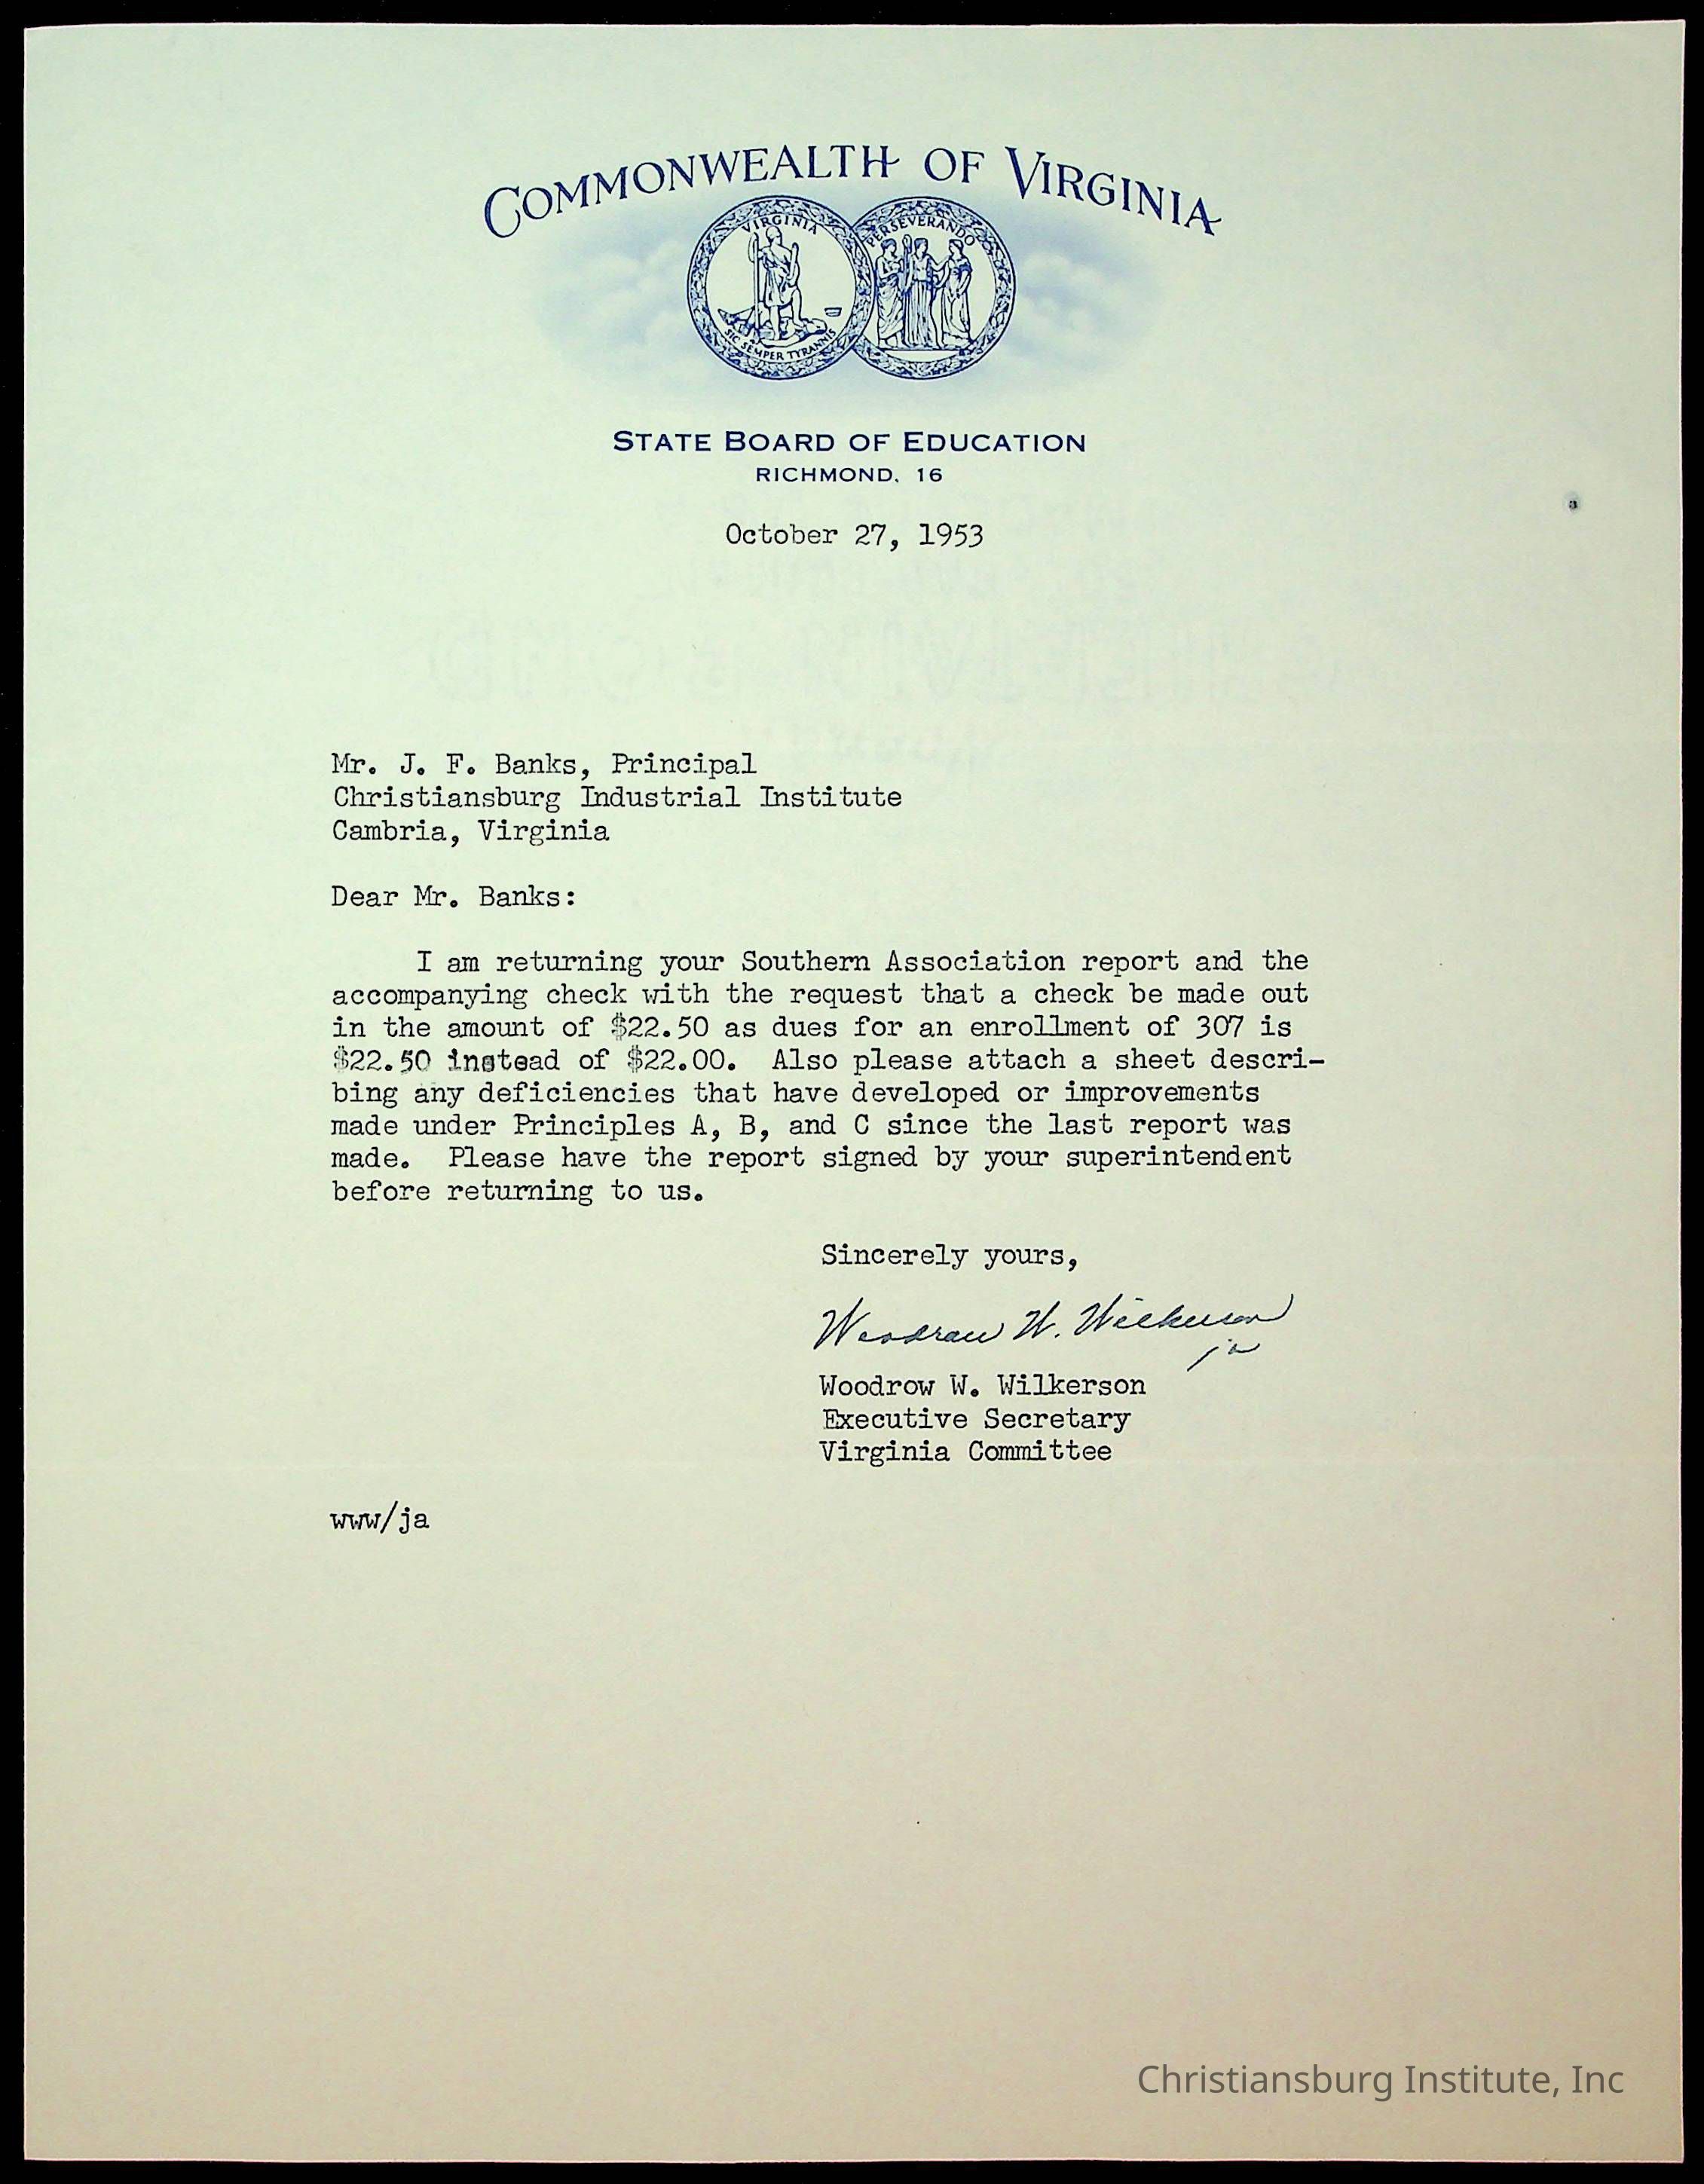 COMMONWEALTH OF VIRGINIA
VIRGINIA
PERSEVERANDO
SIC SEMPER TYRANNIS
STATE BOARD OF EDUCATION
RICHMOND, 16
October 27, 1953
Mr. J. F. Banks, Principal
Christiansburg Industrial Institute
Cambria, Virginia
Dear Mr. Banks:
I am returning your Southern Association report and the
accompanying check with the request that a check be made out
in the amount of $22.50 as dues for an enrollment of 307 is
$22.50 instead of $22.00. Also please attach a sheet descri-
bing any deficiencies that have developed or improvements
made under Principles A, B, and C since the last report was
made. Please have the report signed by your superintendent
before returning to us.
Sincerely yours,
Woodrow W. Wilkerson
ja
Woodrow W. Wilkerson
Executive Secretary
Virginia Committee
www/ja
Christiansburg Institute, Inc